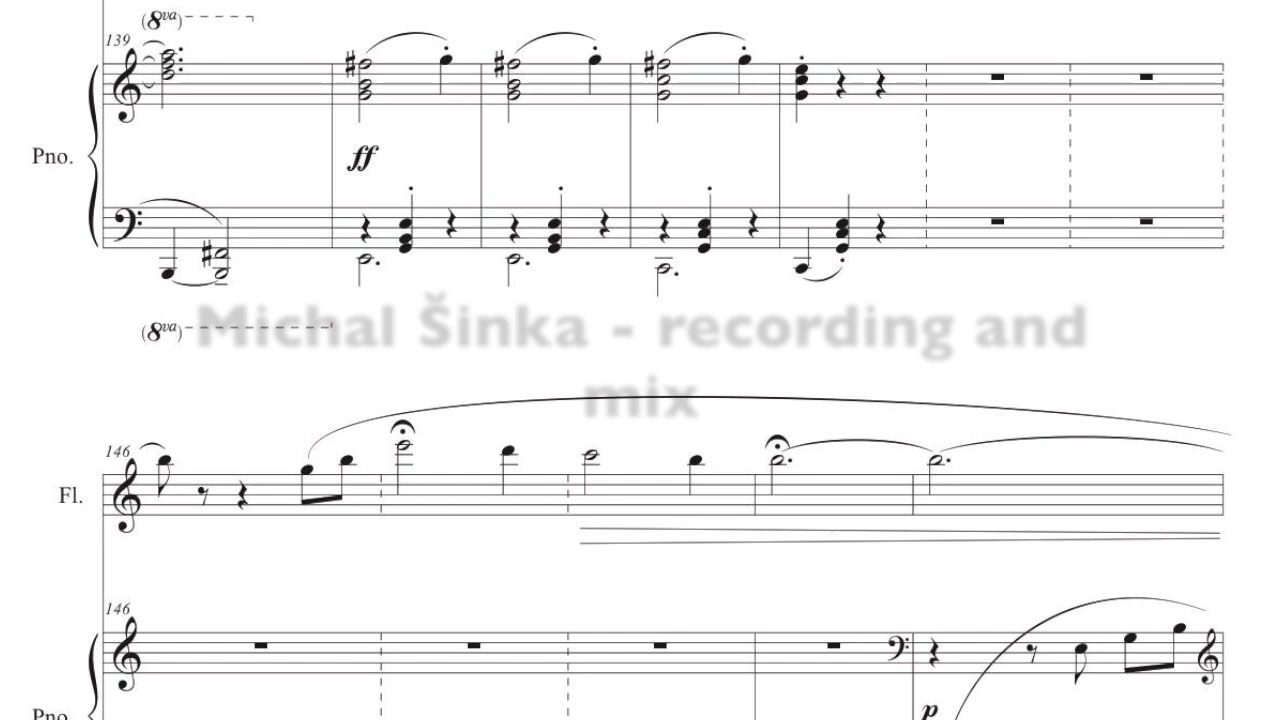 (8va)
139
Pno.
ff
(8va)
Michal Šinka - recording and
mix
146
Fl.
146
Pno.
p